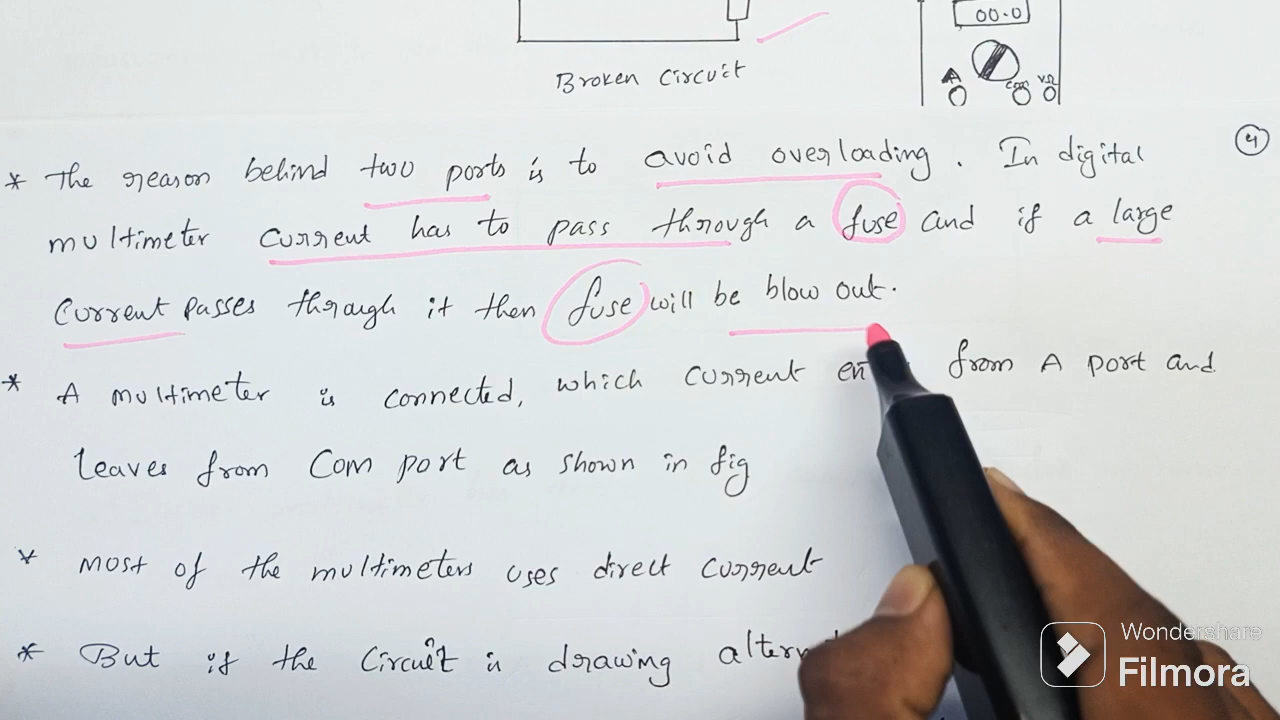 00.0
A COM VΩ
Broken Circuit
4
* The reason behind two ports is to avoid overloading. In digital
multimeter current has to pass through a fuse and if a large
current passes through it then fuse will be blow out.
* A multimeter is connected, which current from A port and
leaves from Com port as shown in fig
* most of the multimeters uses direct current
* But if the Circuit is drawing
Wondershare
Filmora